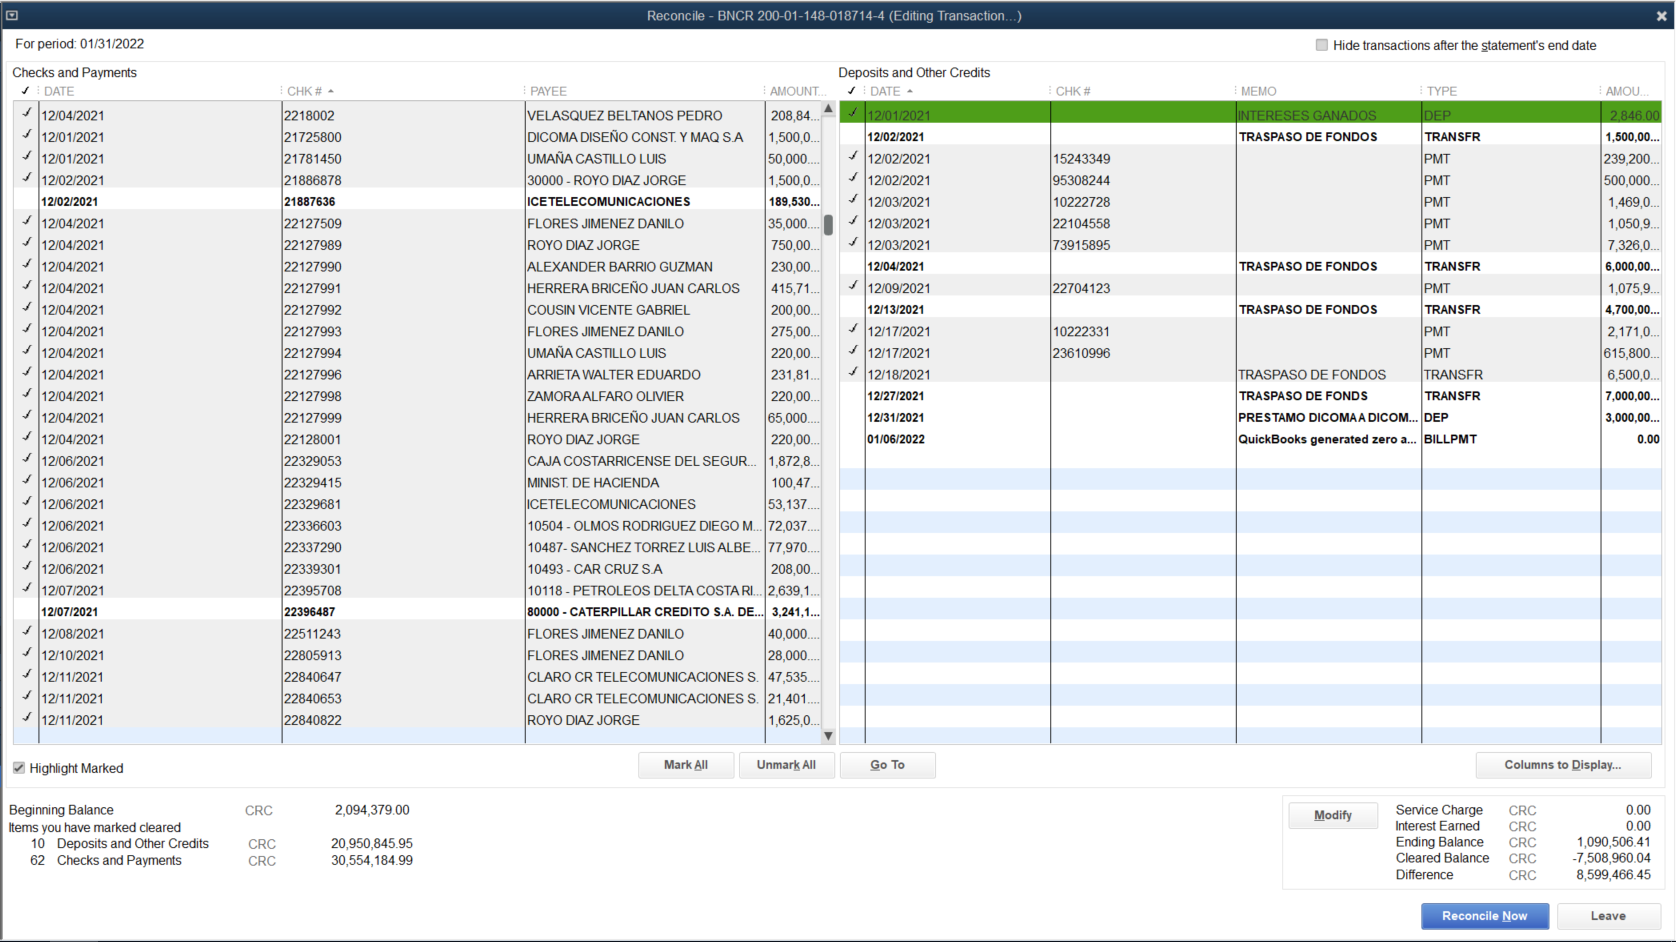 Reconcile - BNCR 200-01-148-018714-4 (Editing Transaction...)
For period: 01/31/2022
Hide transactions after the statement's end date
Checks and Payments
✓ DATE CHK # PAYEE AMOUNT...
✓ 12/04/2021 2218002 VELASQUEZ BELTANOS PEDRO 208,84...
✓ 12/01/2021 21725800 DICOMA DISEÑO CONST. Y MAQ S.A 1,500,0...
✓ 12/01/2021 21781450 UMAÑA CASTILLO LUIS 50,000....
✓ 12/02/2021 21886878 30000 - ROYO DIAZ JORGE 1,500,0...
12/02/2021 21887636 ICETELECOMUNICACIONES 189,530...
✓ 12/04/2021 22127509 FLORES JIMENEZ DANILO 35,000....
✓ 12/04/2021 22127989 ROYO DIAZ JORGE 750,00...
✓ 12/04/2021 22127990 ALEXANDER BARRIO GUZMAN 230,00...
✓ 12/04/2021 22127991 HERRERA BRICEÑO JUAN CARLOS 415,71...
✓ 12/04/2021 22127992 COUSIN VICENTE GABRIEL 200,00...
✓ 12/04/2021 22127993 FLORES JIMENEZ DANILO 275,00...
✓ 12/04/2021 22127994 UMAÑA CASTILLO LUIS 220,00...
✓ 12/04/2021 22127996 ARRIETA WALTER EDUARDO 231,81...
✓ 12/04/2021 22127998 ZAMORA ALFARO OLIVIER 220,00...
✓ 12/04/2021 22127999 HERRERA BRICEÑO JUAN CARLOS 65,000....
✓ 12/04/2021 22128001 ROYO DIAZ JORGE 220,00...
✓ 12/06/2021 22329053 CAJA COSTARRICENSE DEL SEGUR... 1,872,8...
✓ 12/06/2021 22329415 MINIST. DE HACIENDA 100,47...
✓ 12/06/2021 22329681 ICETELECOMUNICACIONES 53,137....
✓ 12/06/2021 22336603 10504 - OLMOS RODRIGUEZ DIEGO M... 72,037....
✓ 12/06/2021 22337290 10487- SANCHEZ TORREZ LUIS ALBE... 77,970....
✓ 12/06/2021 22339301 10493 - CAR CRUZ S.A 208,00...
✓ 12/07/2021 22395708 10118 - PETROLEOS DELTA COSTA RI... 2,639,1...
12/07/2021 22396487 80000 - CATERPILLAR CREDITO S.A. DE... 3,241,1...
✓ 12/08/2021 22511243 FLORES JIMENEZ DANILO 40,000....
✓ 12/10/2021 22805913 FLORES JIMENEZ DANILO 28,000....
✓ 12/11/2021 22840647 CLARO CR TELECOMUNICACIONES S. 47,535....
✓ 12/11/2021 22840653 CLARO CR TELECOMUNICACIONES S. 21,401....
✓ 12/11/2021 22840822 ROYO DIAZ JORGE 1,625,0...
Deposits and Other Credits
✓ DATE CHK # MEMO TYPE AMOU...
✓ 12/01/2021 INTERESES GANADOS DEP 2,846.00
12/02/2021 TRASPASO DE FONDOS TRANSFR 1,500,00...
✓ 12/02/2021 15243349 PMT 239,200...
✓ 12/02/2021 95308244 PMT 500,000...
✓ 12/03/2021 10222728 PMT 1,469,0...
✓ 12/03/2021 22104558 PMT 1,050,9...
✓ 12/03/2021 73915895 PMT 7,326,0...
12/04/2021 TRASPASO DE FONDOS TRANSFR 6,000,00...
✓ 12/09/2021 22704123 PMT 1,075,9...
12/13/2021 TRASPASO DE FONDOS TRANSFR 4,700,00...
✓ 12/17/2021 10222331 PMT 2,171,0...
✓ 12/17/2021 23610996 PMT 615,800...
✓ 12/18/2021 TRASPASO DE FONDOS TRANSFR 6,500,0...
12/27/2021 TRASPASO DE FONDS TRANSFR 7,000,00...
12/31/2021 PRESTAMO DICOMA A DICOM... DEP 3,000,00...
01/06/2022 QuickBooks generated zero a... BILLPMT 0.00
Highlight Marked
Mark All
Unmark All
Go To
Columns to Display...
Beginning Balance CRC 2,094,379.00
Items you have marked cleared
10 Deposits and Other Credits CRC 20,950,845.95
62 Checks and Payments CRC 30,554,184.99
Modify
Service Charge CRC 0.00
Interest Earned CRC 0.00
Ending Balance CRC 1,090,506.41
Cleared Balance CRC -7,508,960.04
Difference CRC 8,599,466.45
Reconcile Now
Leave